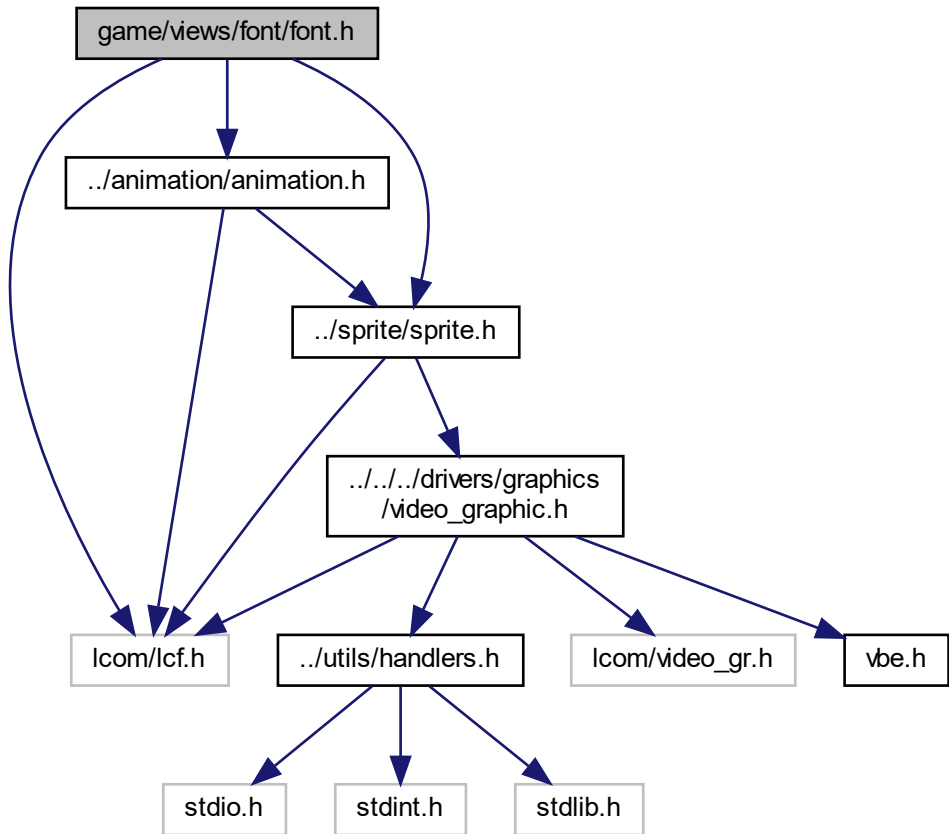 game/views/font/font.h
../animation/animation.h
../sprite/sprite.h
../../../drivers/graphics
/video_graphic.h
lcom/lcf.h
../utils/handlers.h
lcom/video_gr.h
vbe.h
stdio.h
stdint.h
stdlib.h